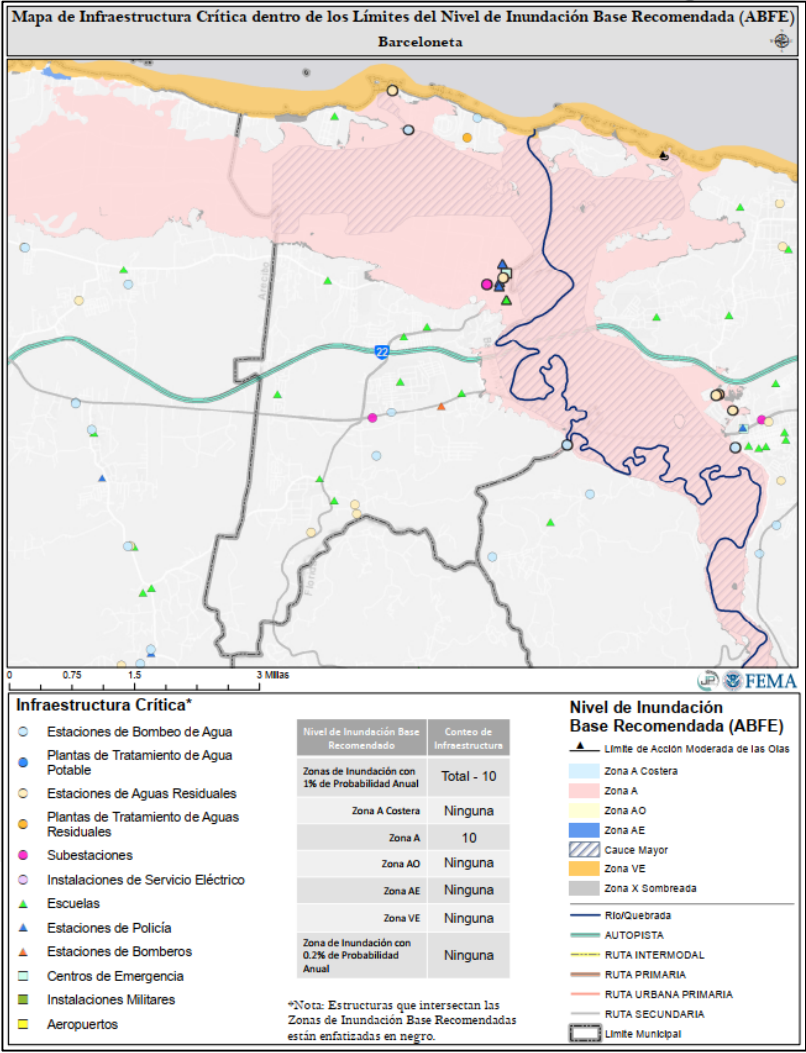 Mapa de Infraestructura Crítica dentro de los Límites del Nivel de Inundación Base Recomendada (ABFE)
Barceloneta
Arecibo
22
0 0.75 1.5 3 Millas
JP FEMA
Infraestructura Crítica*
Estaciones de Bombeo de Agua
Plantas de Tratamiento de Agua
Potable
Estaciones de Aguas Residuales
Plantas de Tratamiento de Aguas
Residuales
Subestaciones
Instalaciones de Servicio Eléctrico
Escuelas
Estaciones de Policía
Estaciones de Bomberos
Centros de Emergencia
Instalaciones Militares
Aeropuertos
Nivel de Inundación Base
Recomendado
Conteo de
Infraestructura
Zonas de Inundación con
1% de Probabilidad Anual
Total - 10
Zona A Costera Ninguna
Zona A 10
Zona AO Ninguna
Zona AE Ninguna
Zona VE Ninguna
Zona de Inundación con
0.2% de Probabilidad
Anual
Ninguna
*Nota: Estructuras que intersectan las
Zonas de Inundación Base Recomendadas
están enfatizadas en negro.
Nivel de Inundación
Base Recomendada (ABFE)
Límite de Acción Moderada de las Olas
Zona A Costera
Zona A
Zona AO
Zona AE
Cauce Mayor
Zona VE
Zona X Sombreada
Río/Quebrada
AUTOPISTA
RUTA INTERMODAL
RUTA PRIMARIA
RUTA URBANA PRIMARIA
RUTA SECUNDARIA
Límite Municipal